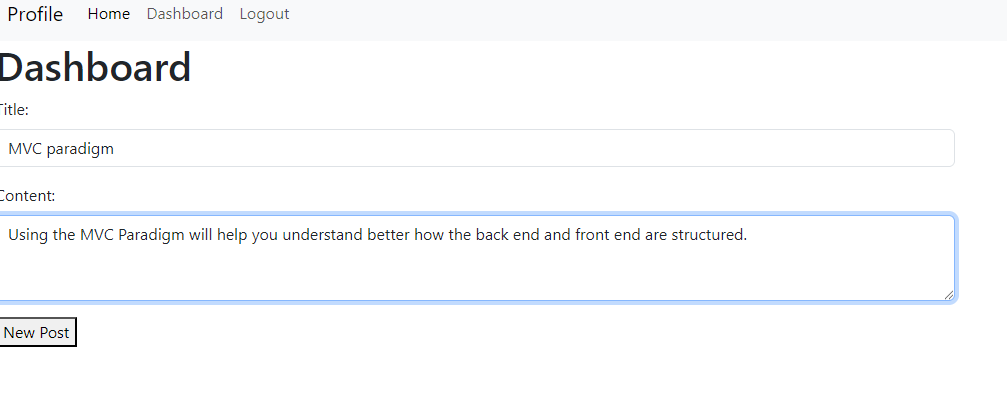 Profile Home Dashboard Logout
Dashboard
Title:
MVC paradigm
Content:
Using the MVC Paradigm will help you understand better how the back end and front end are structured.
New Post